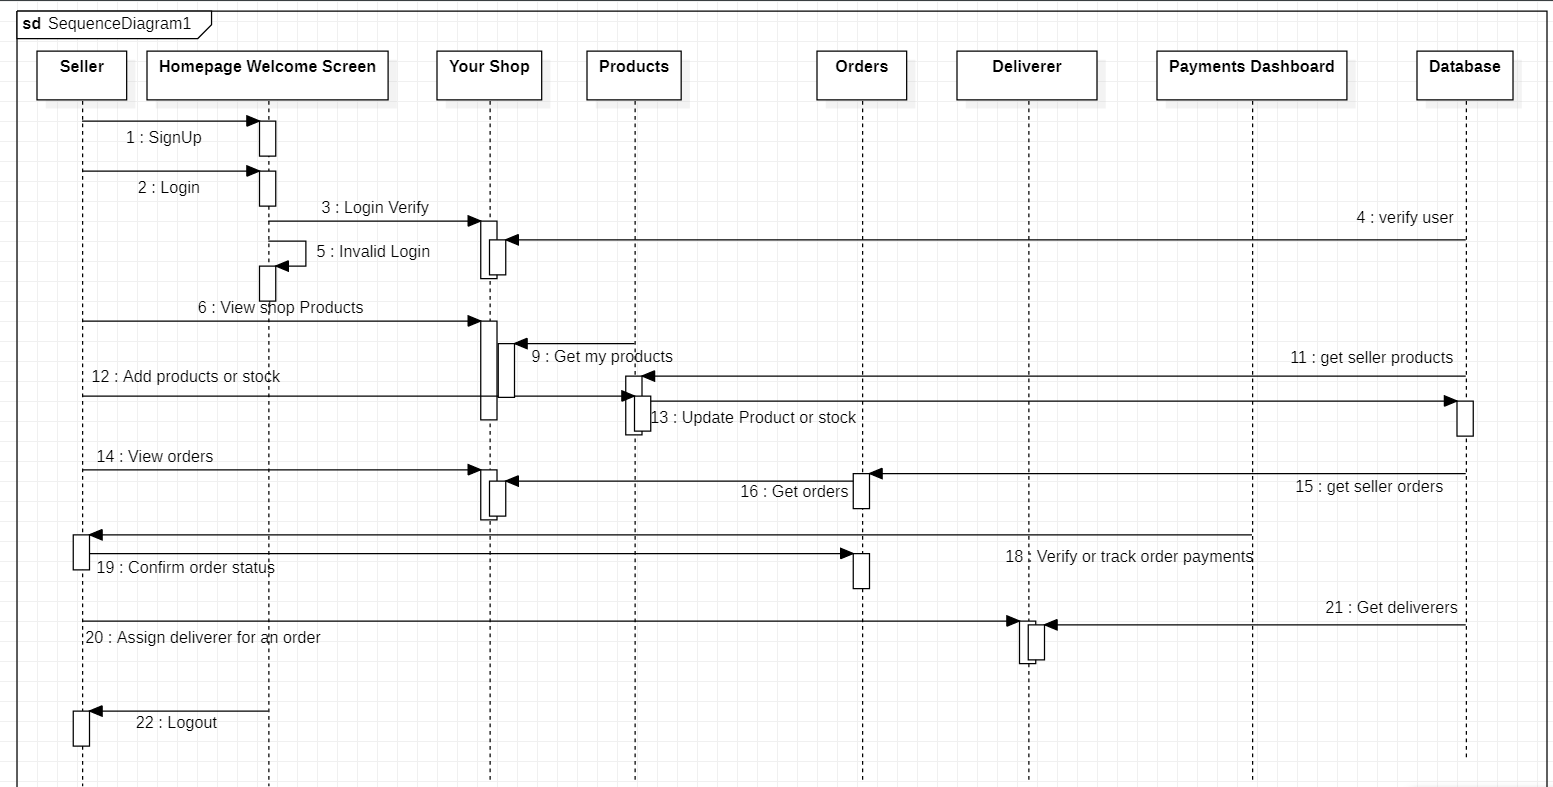 sd SequenceDiagram1
Seller
Homepage Welcome Screen
Your Shop
Products
Orders
Deliverer
Payments Dashboard
Database
1 : SignUp
2 : Login
3 : Login Verify
4 : verify user
5 : Invalid Login
6 : View shop Products
9 : Get my products
11 : get seller products
12 : Add products or stock
13 : Update Product or stock
14 : View orders
16 : Get orders
15 : get seller orders
18 : Verify or track order payments
19 : Confirm order status
21 : Get deliverers
20 : Assign deliverer for an order
22 : Logout